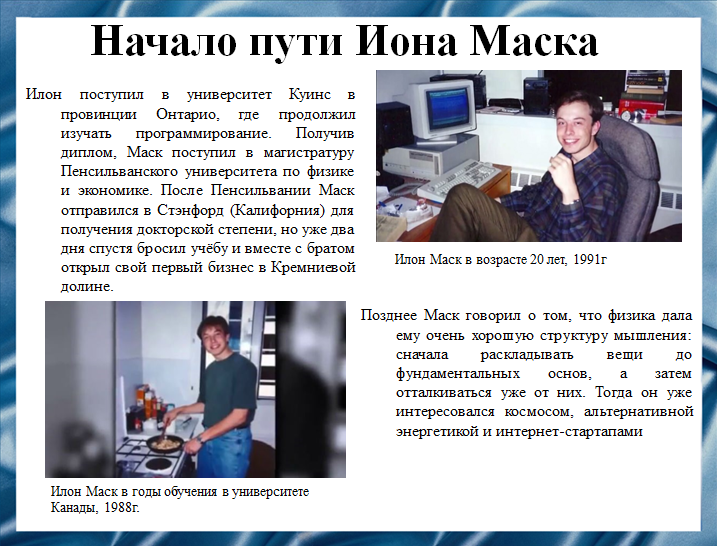 Начало пути Иона Маска
Илон поступил в университет Куинс в
провинции Онтарио, где продолжил
изучать программирование. Получив
диплом, Маск поступил в магистратуру
Пенсильванского университета по физике
и экономике. После Пенсильвании Маск
отправился в Стэнфорд (Калифорния) для
получения докторской степени, но уже два
дня спустя бросил учёбу и вместе с братом
открыл свой первый бизнес в Кремниевой
долине.
Илон Маск в возрасте 20 лет, 1991г
Илон Маск в годы обучения в университете
Канады, 1988г.
Позднее Маск говорил о том, что физика дала
ему очень хорошую структуру мышления:
сначала раскладывать вещи до
фундаментальных основ, а затем
отталкиваться уже от них. Тогда он уже
интересовался космосом, альтернативной
энергетикой и интернет-стартапами